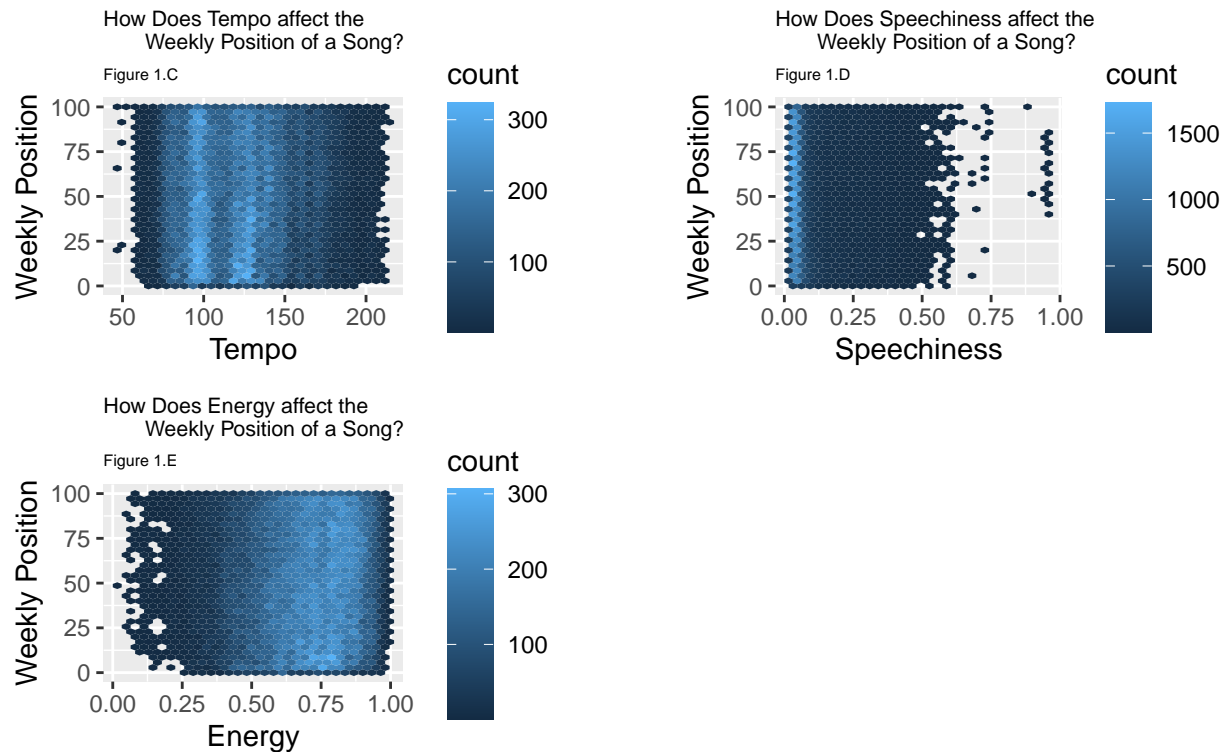 How Does Tempo affect the
Weekly Position of a Song?
Figure 1.C
count
300
200
100
Weekly Position
100
75
50
25
0
50 100 150 200
Tempo
How Does Speechiness affect the
Weekly Position of a Song?
Figure 1.D
count
1500
1000
500
Weekly Position
100
75
50
25
0
0.00 0.25 0.50 0.75 1.00
Speechiness
How Does Energy affect the
Weekly Position of a Song?
Figure 1.E
count
300
200
100
Weekly Position
100
75
50
25
0
0.00 0.25 0.50 0.75 1.00
Energy